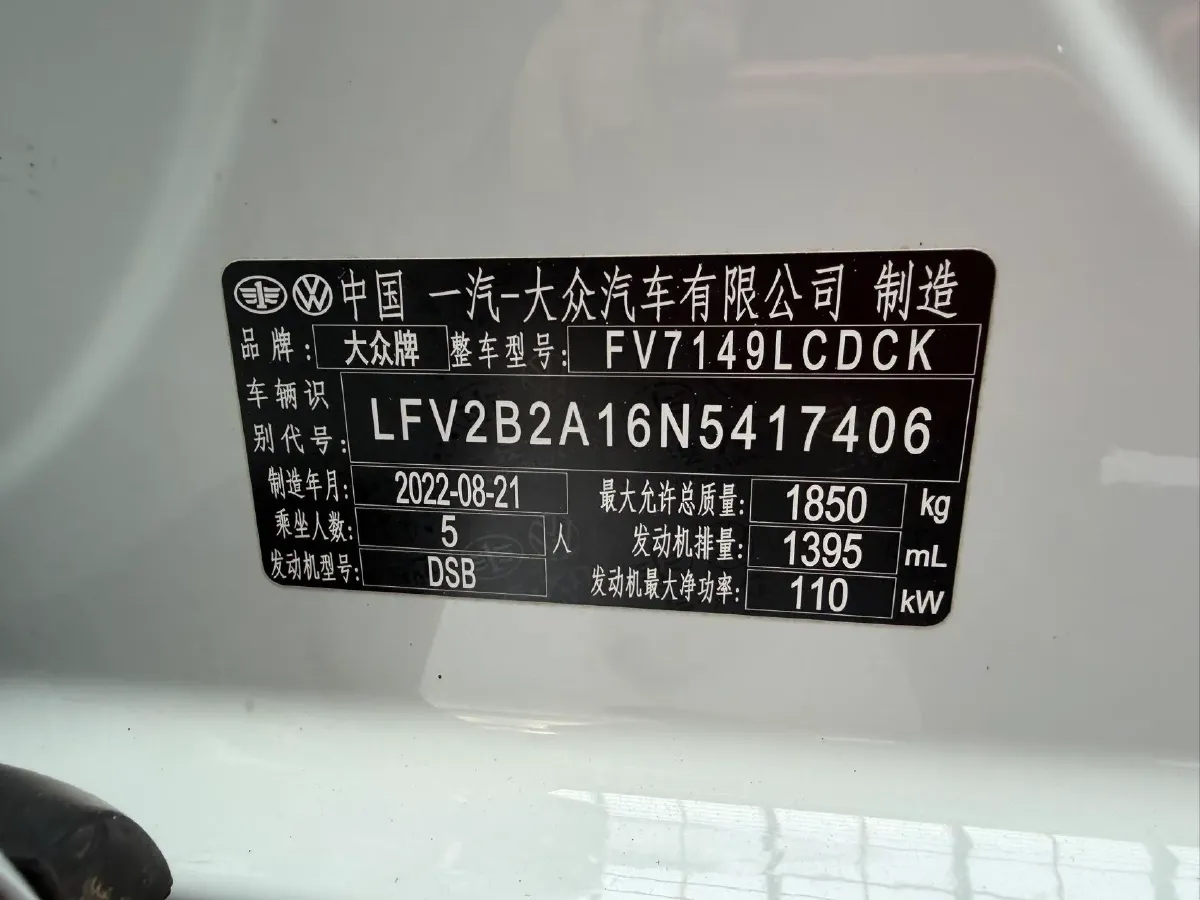 中国 一汽-大众汽车有限公司 制造
品牌: 大众牌 整车型号: FV7149LCDCK
车辆识别代号: LFV2B2A16N5417406
制造年月: 2022-08-21 最大允许总质量: 1850 kg
乘坐人数: 5 人 发动机排量: 1395 mL
发动机型号: DSB 发动机最大净功率: 110 kW